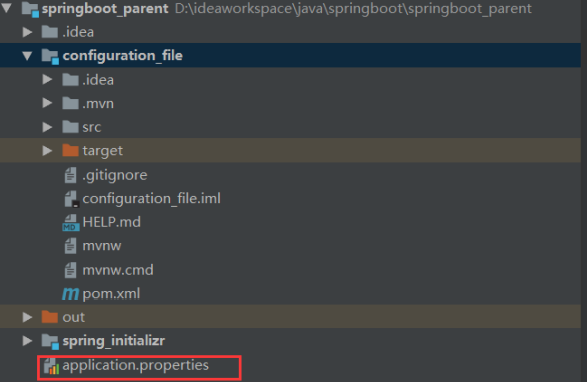 springboot_parent D:\ideaworkspace\java\springboot\springboot_parent
.idea
configuration_file
.idea
.mvn
src
target
.gitignore
configuration_file.iml
HELP.md
mvnw
mvnw.cmd
pom.xml
out
spring_initializr
application.properties